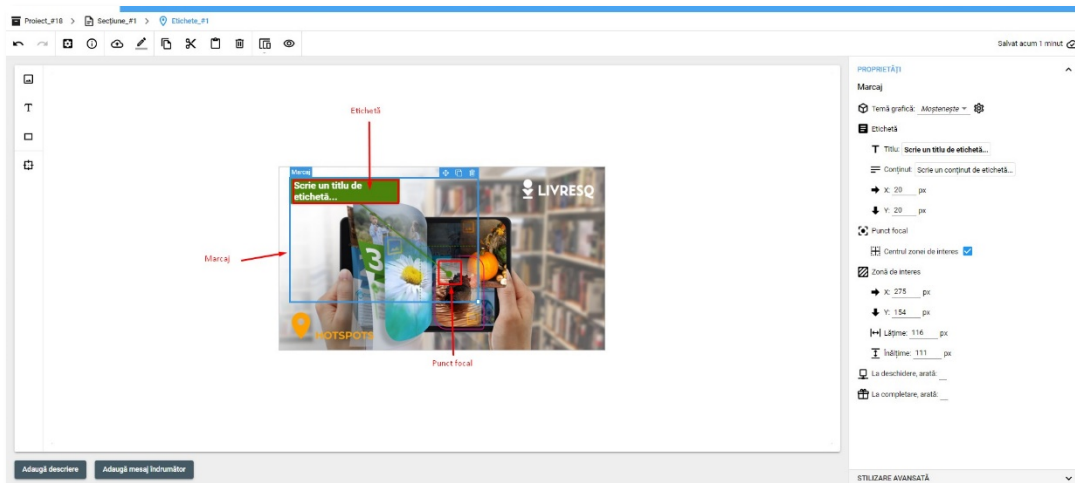 Proiect_#18 > Secțiune_#1 > Etichete_#1
Salvat acum 1 minut
Etichetă
Marcaj
Scrie un titlu de
etichetă...
LIVRESQ
3
Marcaj
HOTSPOTS
Punct focal
Adaugă descriere
Adaugă mesaj îndrumător
PROPRIETĂȚI
Marcaj
Temă grafică: Moștenește
Etichetă
T Titlu: Scrie un titlu de etichetă...
Conținut: Scrie un conținut de etichetă...
X: 20 px
Y: 20 px
Punct focal
Centrul zonei de interes
Zonă de interes
X: 275 px
Y: 154 px
Lățime: 116 px
Înălțime: 111 px
La deschidere, arată:
La completare, arată:
STILIZARE AVANSATĂ